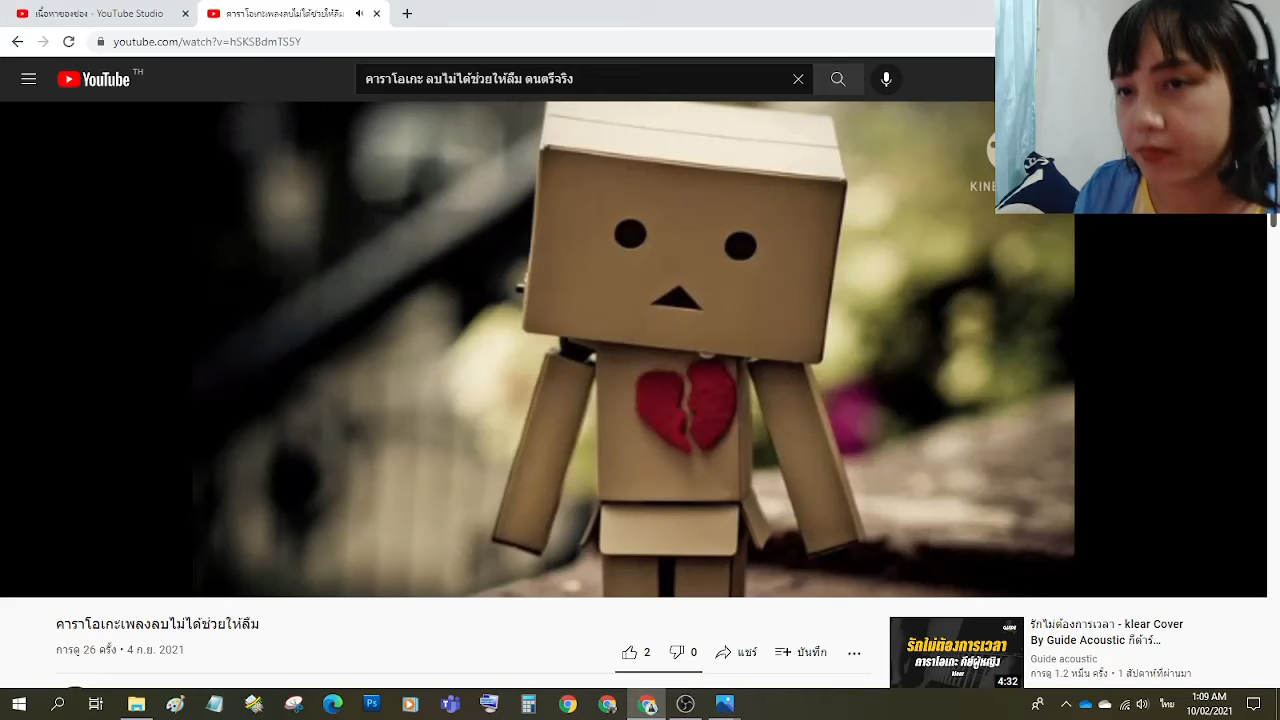 เนื้อหาของช่อง - YouTube Studio
คาราโอเกะเพลงลบไม่ได้ช่วยให้ลืม
youtube.com/watch?v=hSKSBdmTS5Y
YouTube TH
คาราโอเกะ ลบไม่ได้ช่วยให้ลืม ดนตรีจริง
KINE
คาราโอเกะเพลงลบไม่ได้ช่วยให้ลืม
การดู 26 ครั้ง • 4 ก.ย. 2021
2
0
แชร์
บันทึก
รักไม่ต้องการเวลา
คาราโอเกะ คีย์ผู้หญิง
klear
4:32
รักไม่ต้องการเวลา - klear Cover
By Guide Acoustic กีต้าร์...
Guide acoustic
การดู 1.2 หมื่น ครั้ง • 1 สัปดาห์ที่ผ่านมา
ไทย
1:09 AM
10/02/2021